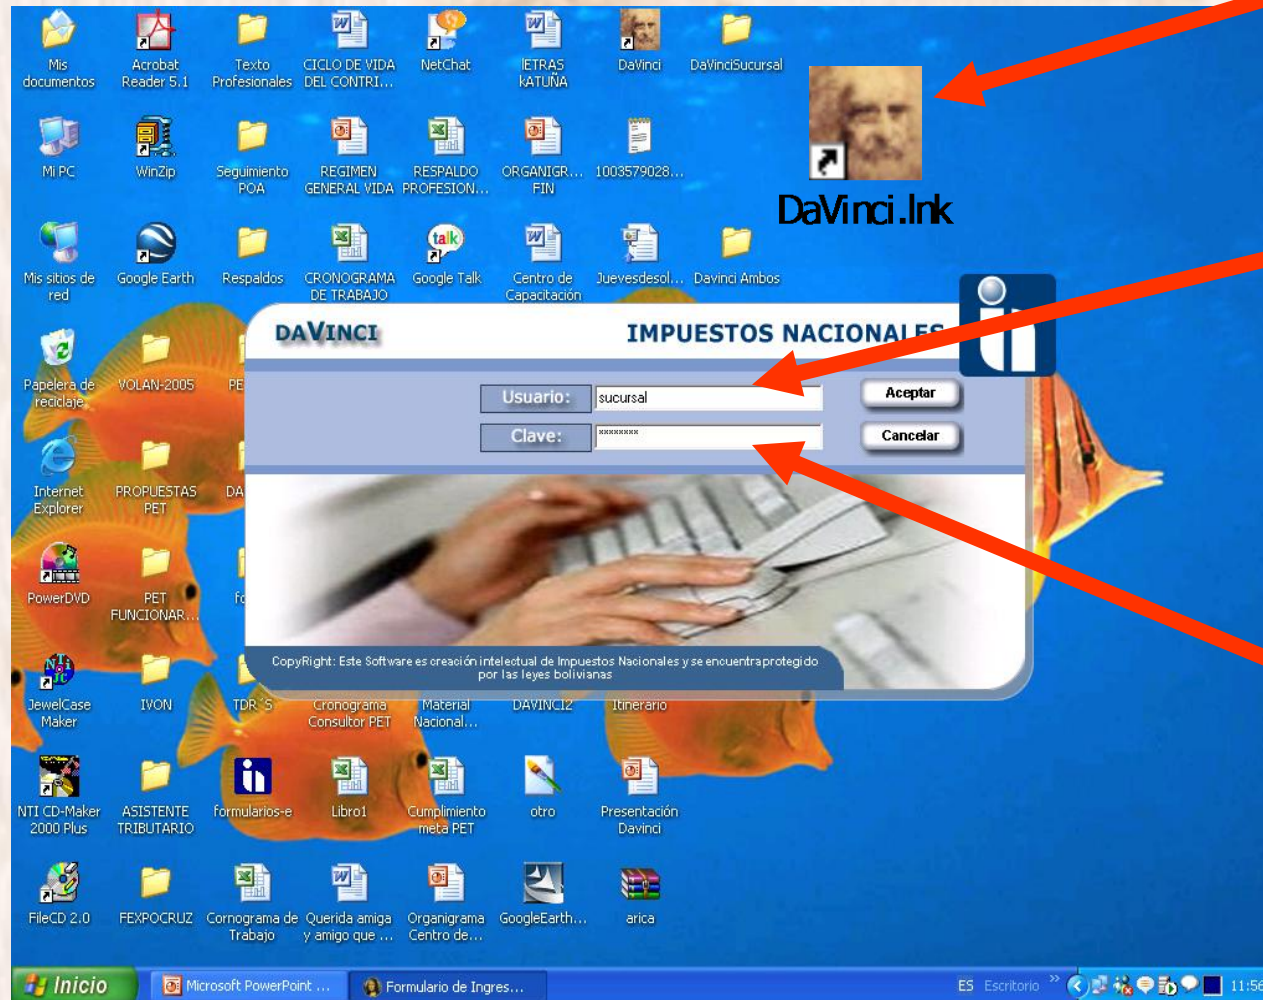 Mis documentos
Acrobat Reader 5.1
Texto Profesionales
CICLO DE VIDA DEL CONTRI...
NetChat
lETRAS kATUÑA
DaVinci
DaVinciSucursal
DaVinci.lnk
Mi PC
WinZip
Seguimiento POA
REGIMEN GENERAL VIDA
RESPALDO PROFESION...
ORGANIGR... FIN
1003579028...
Mis sitios de red
Google Earth
Respaldos
CRONOGRAMA DE TRABAJO
talk
Google Talk
Centro de Capacitación
Juevesdesol...
Davinci Ambos
DAVINCI
IMPUESTOS NACIONALES
in
Usuario:
sucursal
Aceptar
Clave:
********
Cancelar
CopyRight: Este Software es creación intelectual de Impuestos Nacionales y se encuentra protegido
por las leyes bolivianas
Papelera de reciclaje
VOLAN-2005
PE
Internet Explorer
PROPUESTAS PET
DA
PowerDVD
PET FUNCIONAR...
fo
JewelCase Maker
IVON
TDR´S
Cronograma Consultor PET
Material Nacional...
DAVINCI2
Itinerario
NTI CD-Maker 2000 Plus
ASISTENTE TRIBUTARIO
in
formularios-e
Libro1
Cumplimiento meta PET
otro
Presentación Davinci
FileCD 2.0
FEXPOCRUZ
Cornograma de Trabajo
Querida amiga y amigo que ...
Organigrama Centro de...
GoogleEarth...
arica
Inicio
Microsoft PowerPoint ...
Formulario de Ingres...
ES
Escritorio
»
11:56